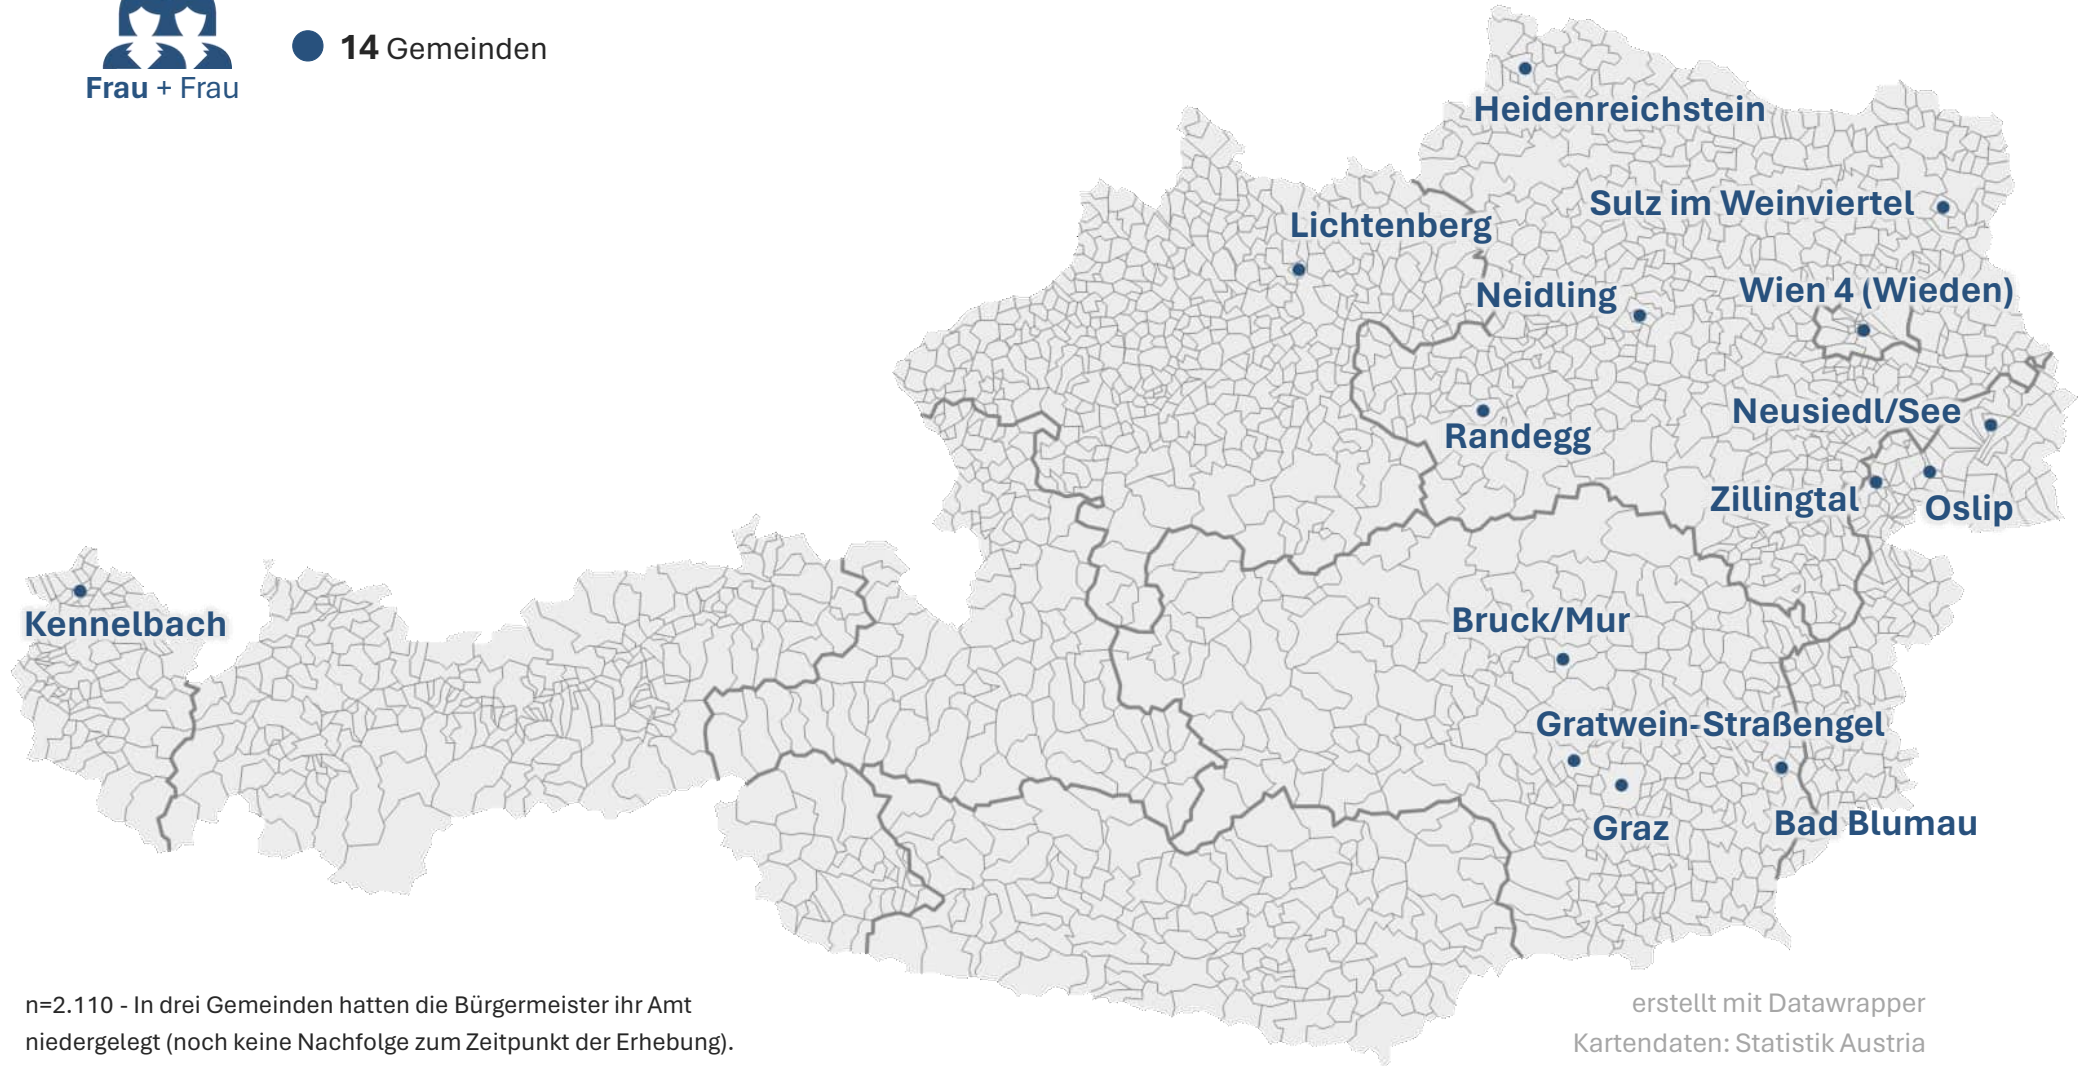 Frau + Frau
14 Gemeinden
Heidenreichstein
Sulz im Weinviertel
Lichtenberg
Neidling
Wien 4 (Wieden)
Neusiedl/See
Randegg
Zillingtal
Oslip
Kennelbach
Bruck/Mur
Gratwein-Straßengel
Graz
Bad Blumau
n=2.110 - In drei Gemeinden hatten die Bürgermeister ihr Amt
niedergelegt (noch keine Nachfolge zum Zeitpunkt der Erhebung).
erstellt mit Datawrapper
Kartendaten: Statistik Austria